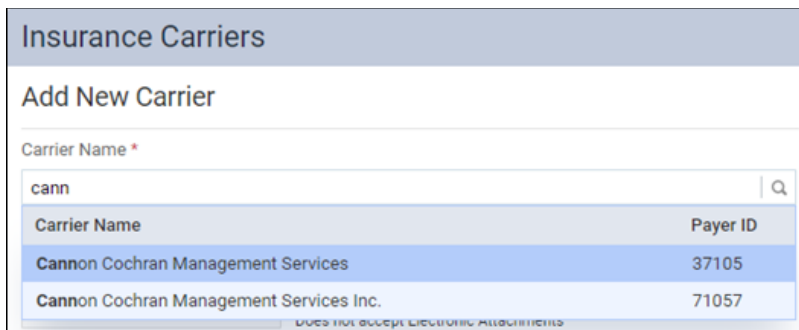 Insurance Carriers
Add New Carrier
Carrier Name *
cann
Carrier Name Payer ID
Cannon Cochran Management Services 37105
Cannon Cochran Management Services Inc. 71057
Does not accept Electronic Attachments